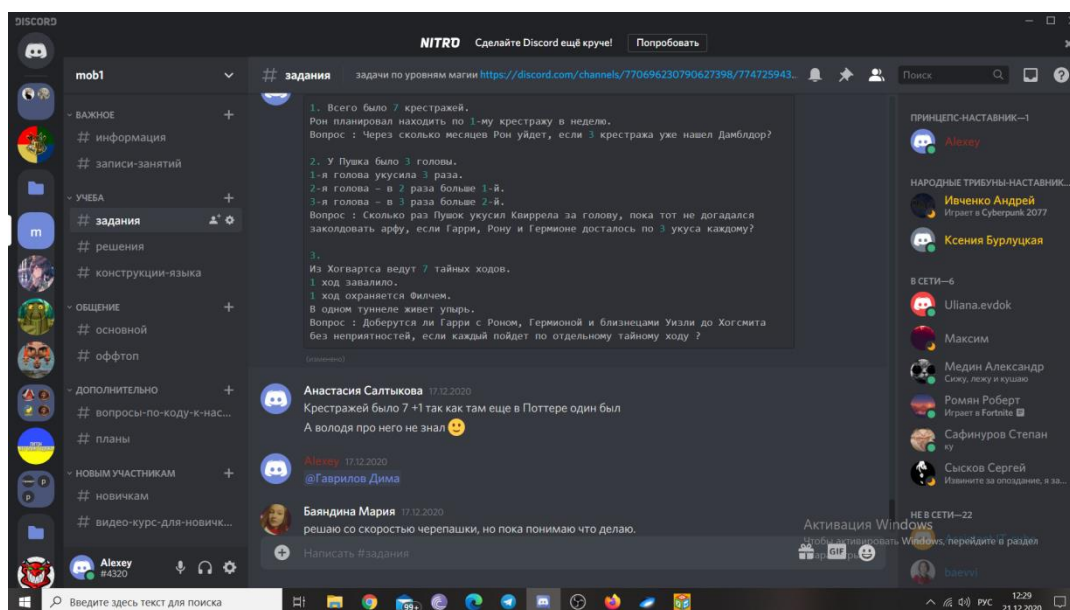 DISCORD
NITRO Сделайте Discord ещё круче! Попробовать
mob1
ВАЖНОЕ
информация
записи-занятий
УЧЕБА
задания
решения
конструкции-языка
ОБЩЕНИЕ
основной
оффтоп
ДОПОЛНИТЕЛЬНО
вопросы-по-коду-к-нас...
планы
НОВЫМ УЧАСТНИКАМ
новичкам
видео-курс-для-новичк...
Alexey
#4320
задания задачи по уровням магии https://discord.com/channels/770696230790627398/774725943...
Поиск
1. Всего было 7 крестражей.
Рон планировал находить по 1-му крестражу в неделю.
Вопрос : Через сколько месяцев Рон уйдет, если 3 крестража уже нашел Дамблдор?
2. У Пушка было 3 головы.
1-я голова укусила 3 раза.
2-я голова – в 2 раза больше 1-й.
3-я голова – в 3 раза больше 2-й.
Вопрос : Сколько раз Пушок укусил Квиррела за голову, пока тот не догадался
заколдовать арфу, если Гарри, Рону и Гермионе досталось по 3 укуса каждому?
3.
Из Хогвартса ведут 7 тайных ходов.
1 ход завалило.
1 ход охраняется Филчем.
В одном туннеле живет упырь.
Вопрос : Доберутся ли Гарри с Роном, Гермионой и близнецами Уизли до Хогсмита
без неприятностей, если каждый пойдет по отдельному тайному ходу ?
(изменено)
Анастасия Салтыкова 17.12.2020
Крестражей было 7 +1 так как там еще в Поттере один был
А володя про него не знал
Alexey 17.12.2020
@Гаврилов Дима
Баяндина Мария 17.12.2020
решаю со скоростью черепашки, но пока понимаю что делаю.
Написать #задания
GIF
ПРИНЦЕПС-НАСТАВНИК—1
Alexey
НАРОДНЫЕ ТРИБУНЫ-НАСТАВНИК...
Ивченко Андрей
Играет в Cyberpunk 2077
Ксения Бурлуцкая
В СЕТИ—6
Uliana.evdok
Максим
Медин Александр
Сижу, лежу и кушаю
Ромян Роберт
Играет в Fortnite
Сафинуров Степан
ку
Сысков Сергей
Извините за опоздание, я за...
НЕ В СЕТИ—22
baevvi
Активация Windows
Чтобы активировать Windows, перейдите в раздел
Введите здесь текст для поиска
99+
РУС
12:29
21.12.2020